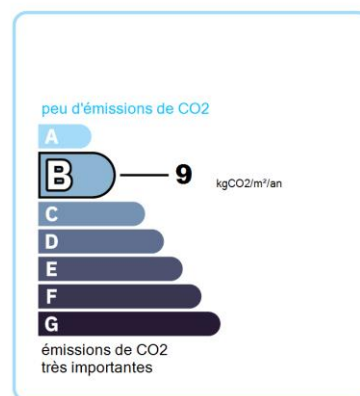 peu d'émissions de CO2
A
B 9 kgCO2/m²/an
C
D
E
F
G
émissions de CO2
très importantes